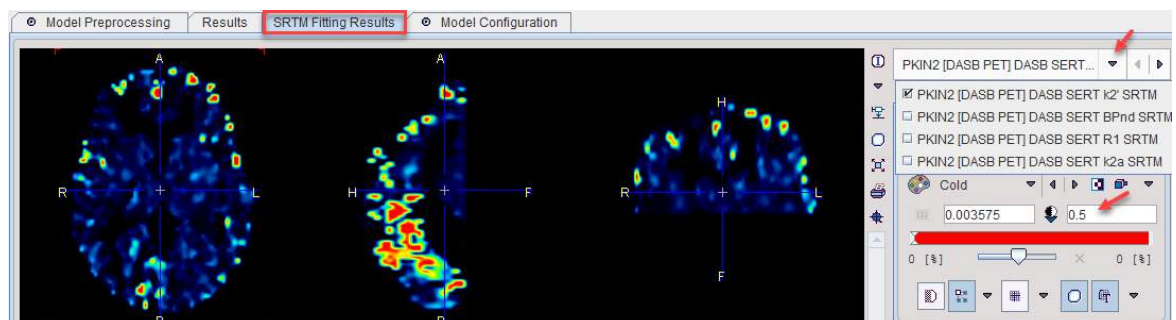 Model Preprocessing Results SRTM Fitting Results Model Configuration
PKIN2 [DASB PET] DASB SERT...
PKIN2 [DASB PET] DASB SERT k2' SRTM
PKIN2 [DASB PET] DASB SERT BPnd SRTM
PKIN2 [DASB PET] DASB SERT R1 SRTM
PKIN2 [DASB PET] DASB SERT k2a SRTM
Cold
0.003575 0.5
0 [%] 0 [%]
A A H
R L H F R L
F